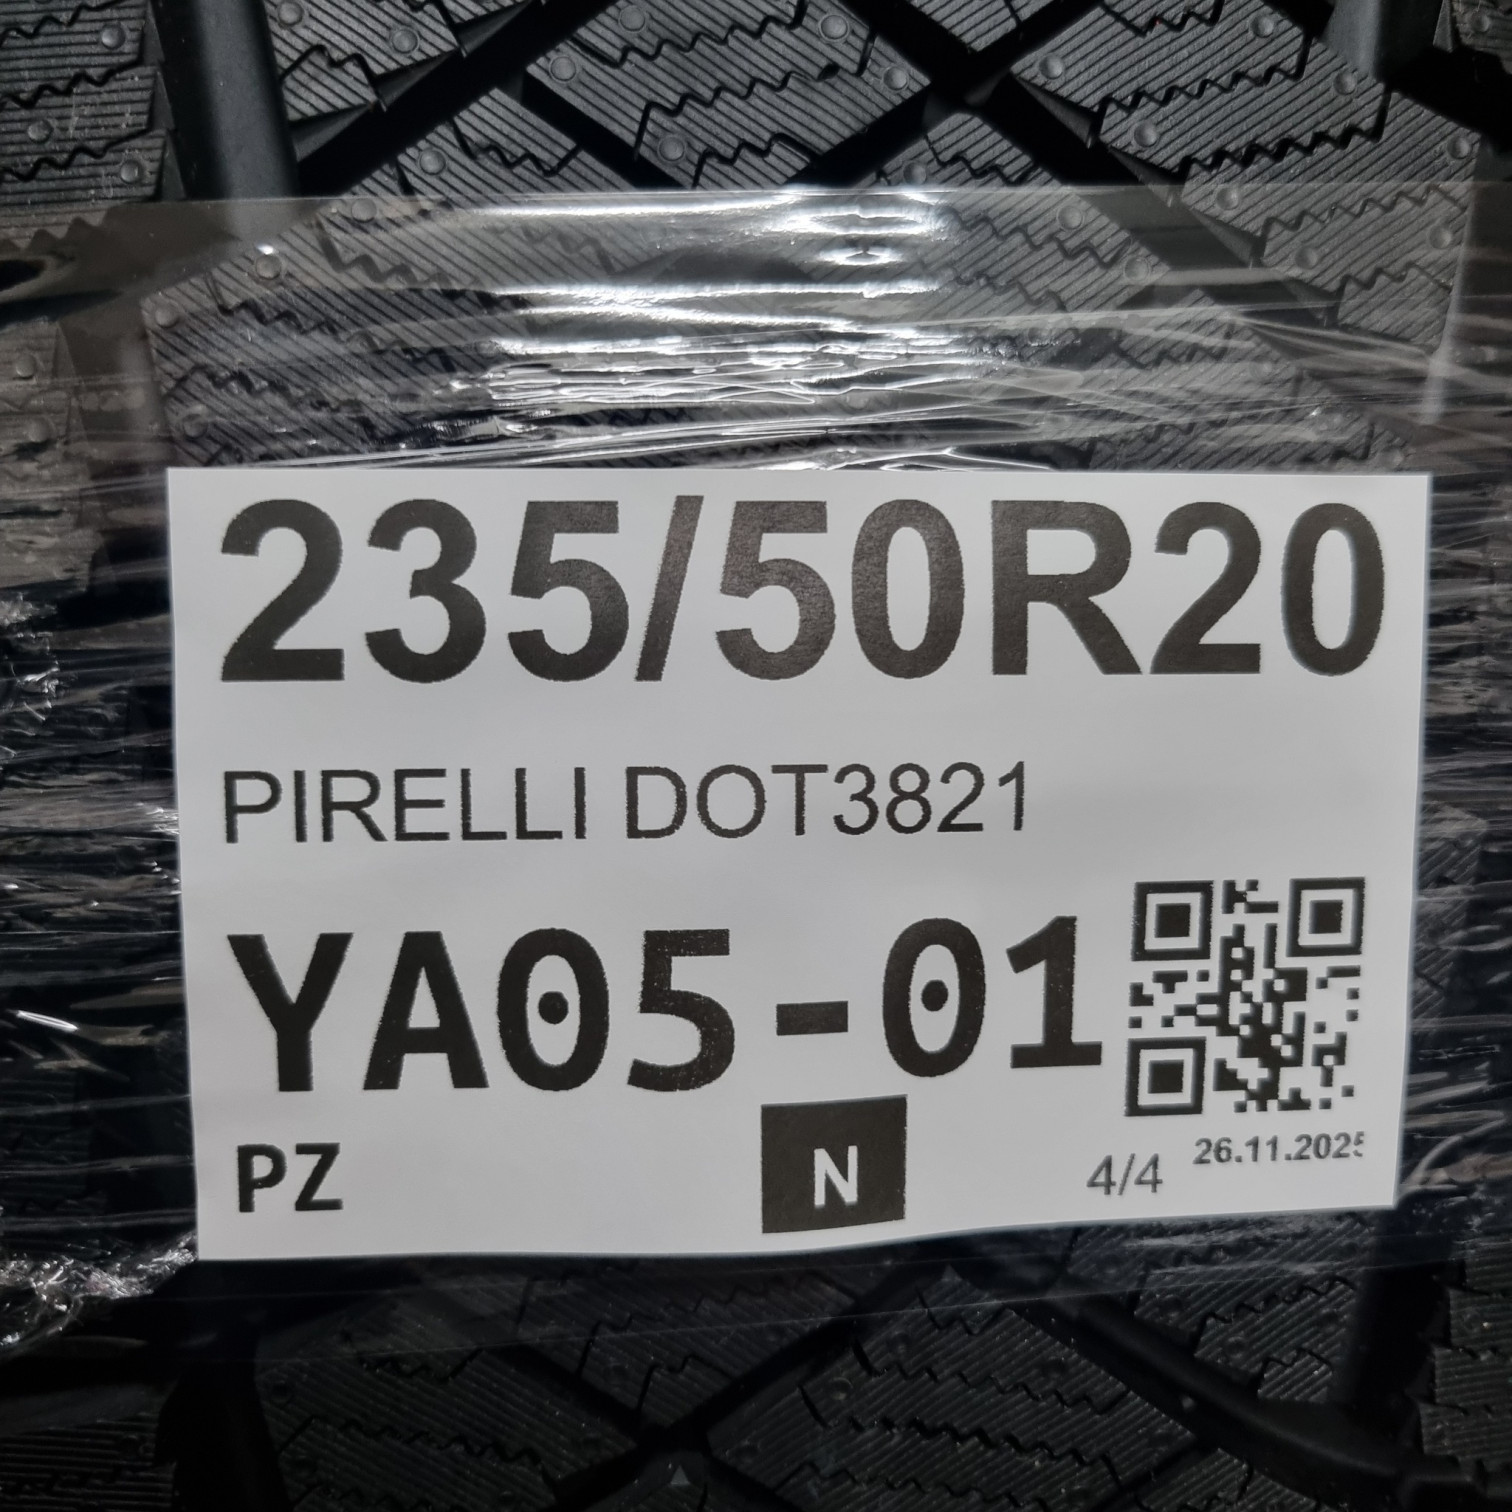 235/50R20
PIRELLI DOT3821
YA05-01
PZ N 4/4 26.11.2025